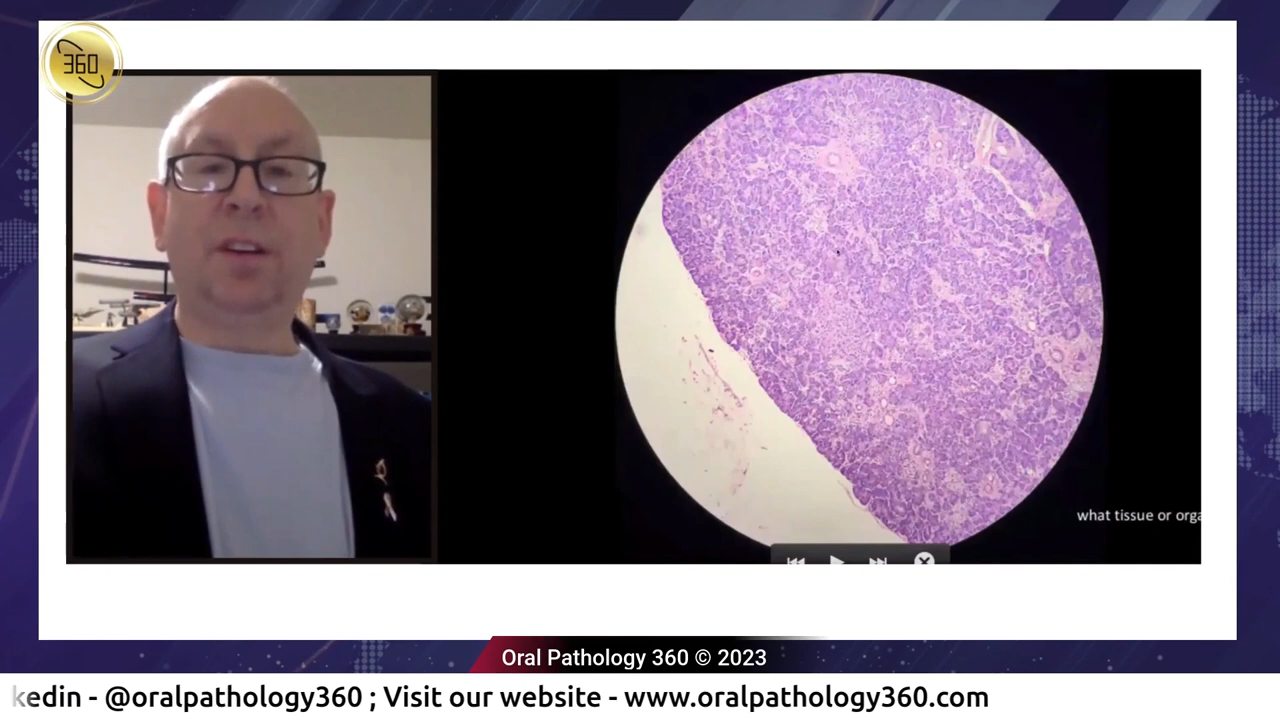 360
what tissue or orga
Oral Pathology 360 © 2023
kedin - @oralpathology360 ; Visit our website - www.oralpathology360.com